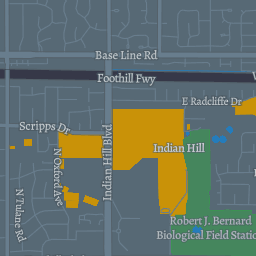 Base Line Rd
Foothill Fwy
E Radcliffe Dr
Scripps Dr
Indian Hill Blvd
Indian Hill
N Oxford Ave
N Tulane Rd
Robert J. Bernard
Biological Field Statio